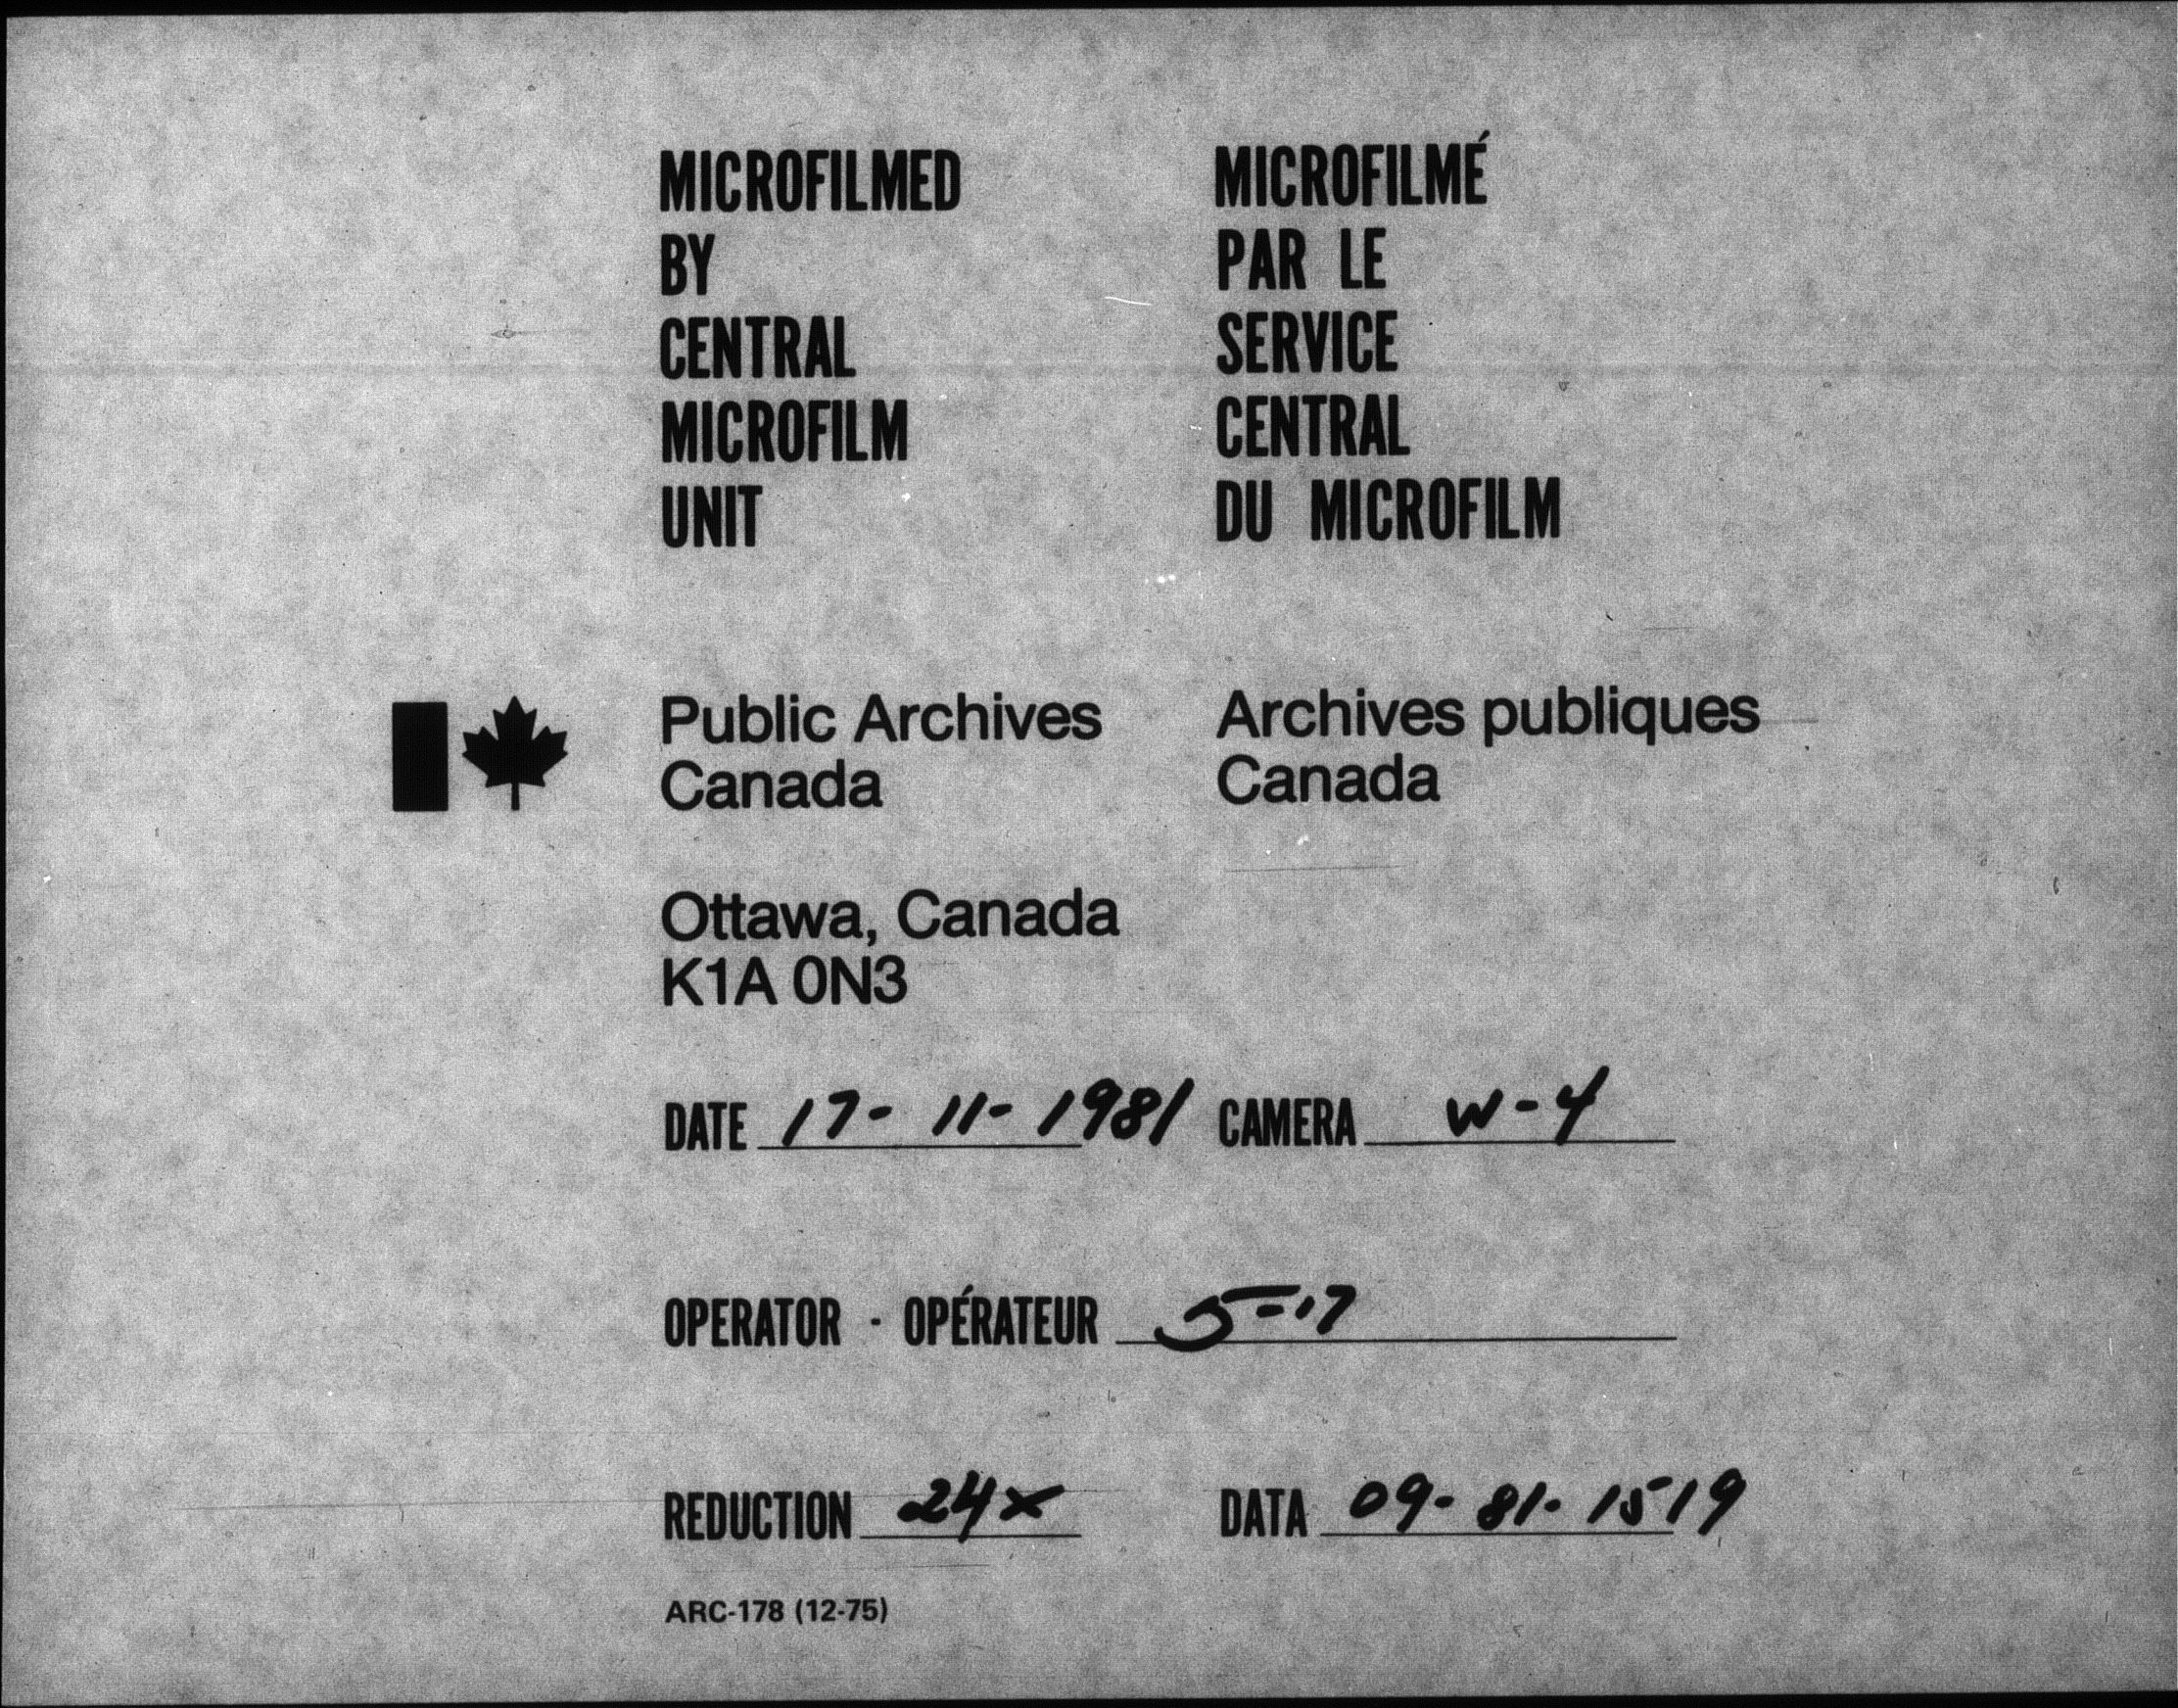 MICROFILMED
BY
CENTRAL
MICROFILM
UNIT
MICROFILMÉ
PAR LE
SERVICE
CENTRAL
DU MICROFILM
Public Archives
Canada
Archives publiques
Canada
Ottawa, Canada
K1A 0N3
DATE 17-11-1981 CAMERA W-4
OPERATOR - OPÉRATEUR 5-17
REDUCTION 24x DATA 09-81-1519
ARC-178 (12-75)